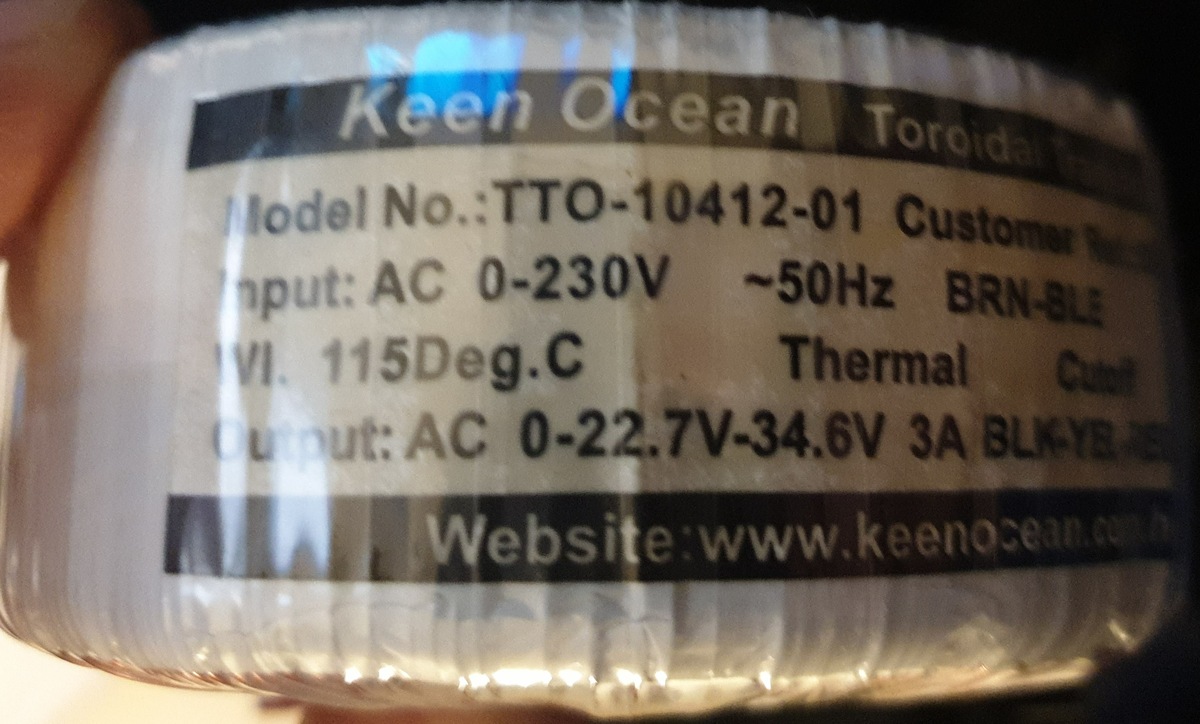 Keen Ocean Toroidal
Model No.:TTO-10412-01 Customer
Input: AC 0-230V ~50Hz BRN-BLE
115Deg.C Thermal Cutoff
Output: AC 0-22.7V-34.6V 3A
Website:www.keenocean.com.h